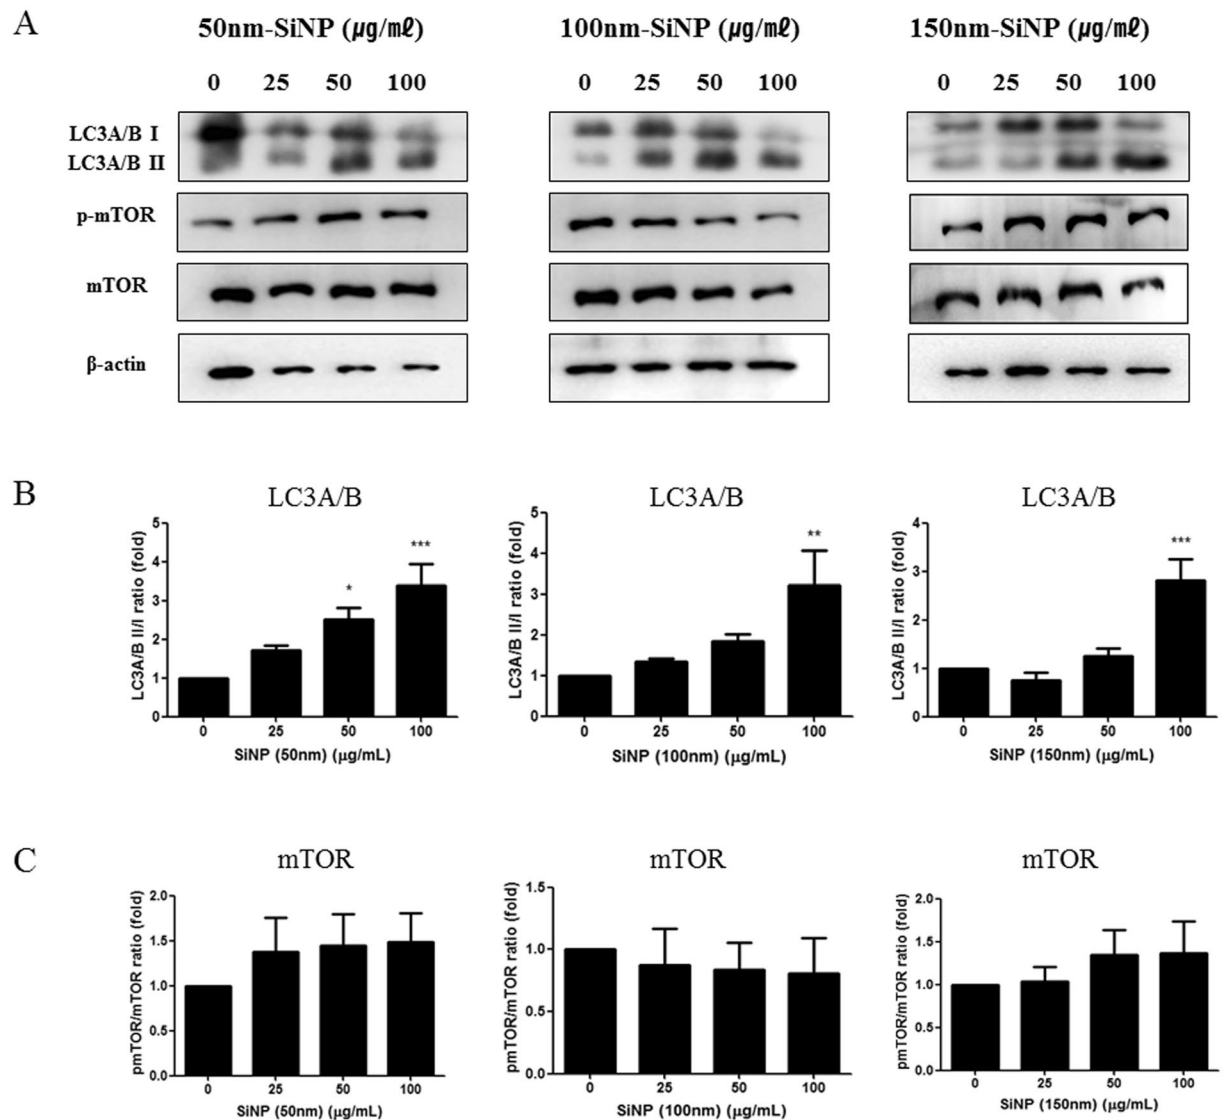 A
50nm-SiNP (㎍/㎖) 100nm-SiNP (㎍/㎖) 150nm-SiNP (㎍/㎖)
0 25 50 100 0 25 50 100 0 25 50 100
LC3A/B I
LC3A/B II
p-mTOR
mTOR
β-actin
B
LC3A/B
LC3A/B II/I ratio (fold)
5
4
3
2
1
0
*
***
0 25 50 100
SiNP (50nm) (μg/mL)
LC3A/B
LC3A/B II/I ratio (fold)
5
4
3
2
1
0
**
0 25 50 100
SiNP (100nm) (μg/mL)
LC3A/B
LC3A/B II/I ratio (fold)
4
3
2
1
0
***
0 25 50 100
SiNP (150nm) (μg/mL)
C
mTOR
pmTOR/mTOR ratio (fold)
2.0
1.5
1.0
0.5
0.0
0 25 50 100
SiNP (50nm) (μg/mL)
mTOR
pmTOR/mTOR ratio (fold)
1.5
1.0
0.5
0.0
0 25 50 100
SiNP (100nm) (μg/mL)
mTOR
pmTOR/mTOR ratio (fold)
2.0
1.5
1.0
0.5
0.0
0 25 50 100
SiNP (150nm) (μg/mL)